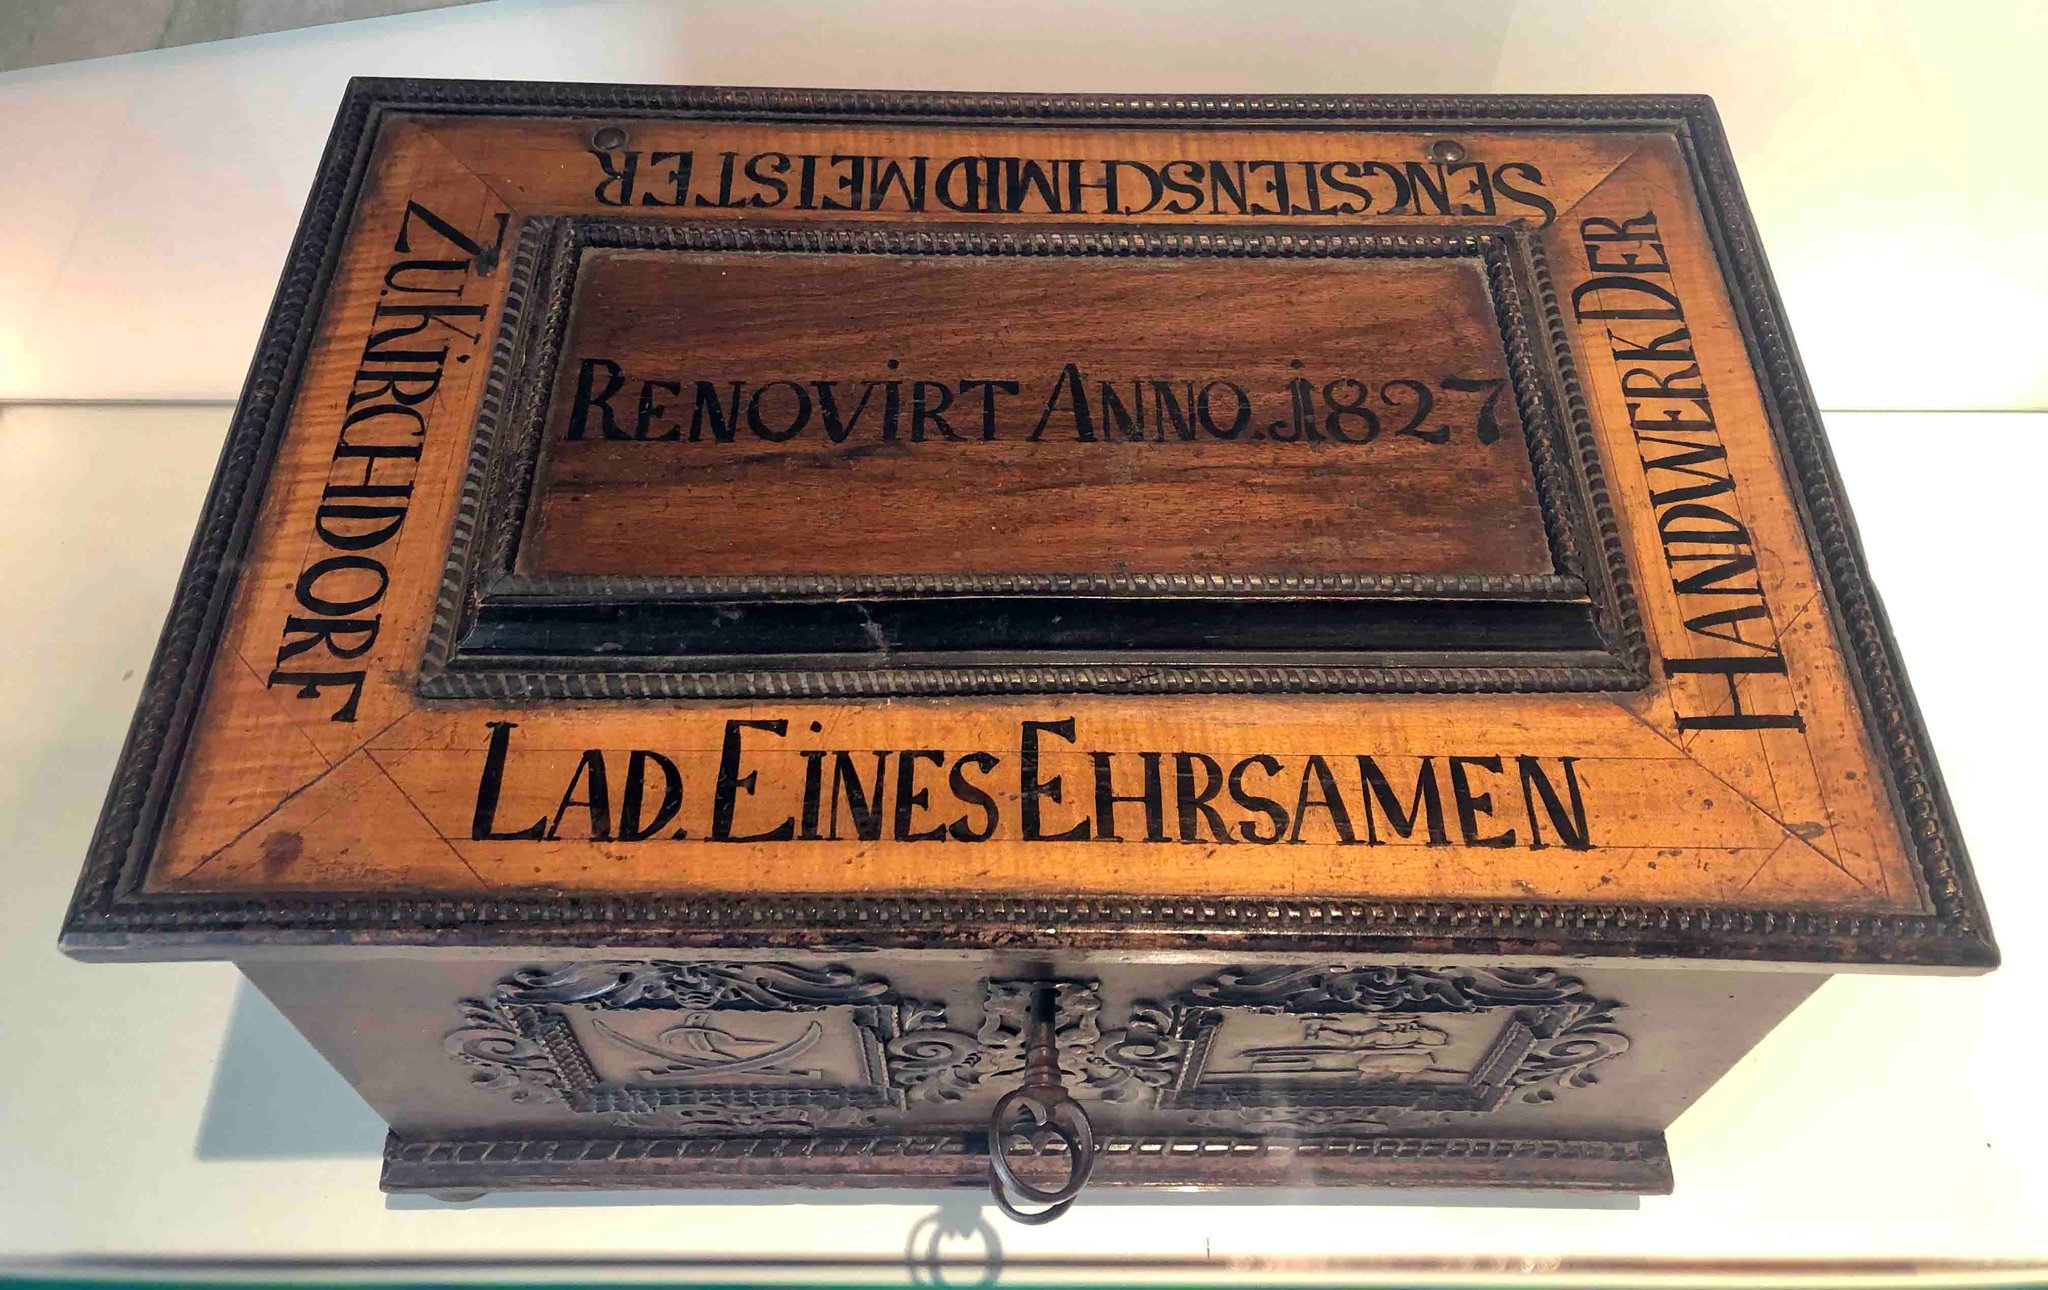 LAD. EiNES EHRSAMEN
HANDWERK DER
SENGSTENSCHMIDMEISTER
ZU.KiRCHDORF
RENOViRT ANNO. 1827